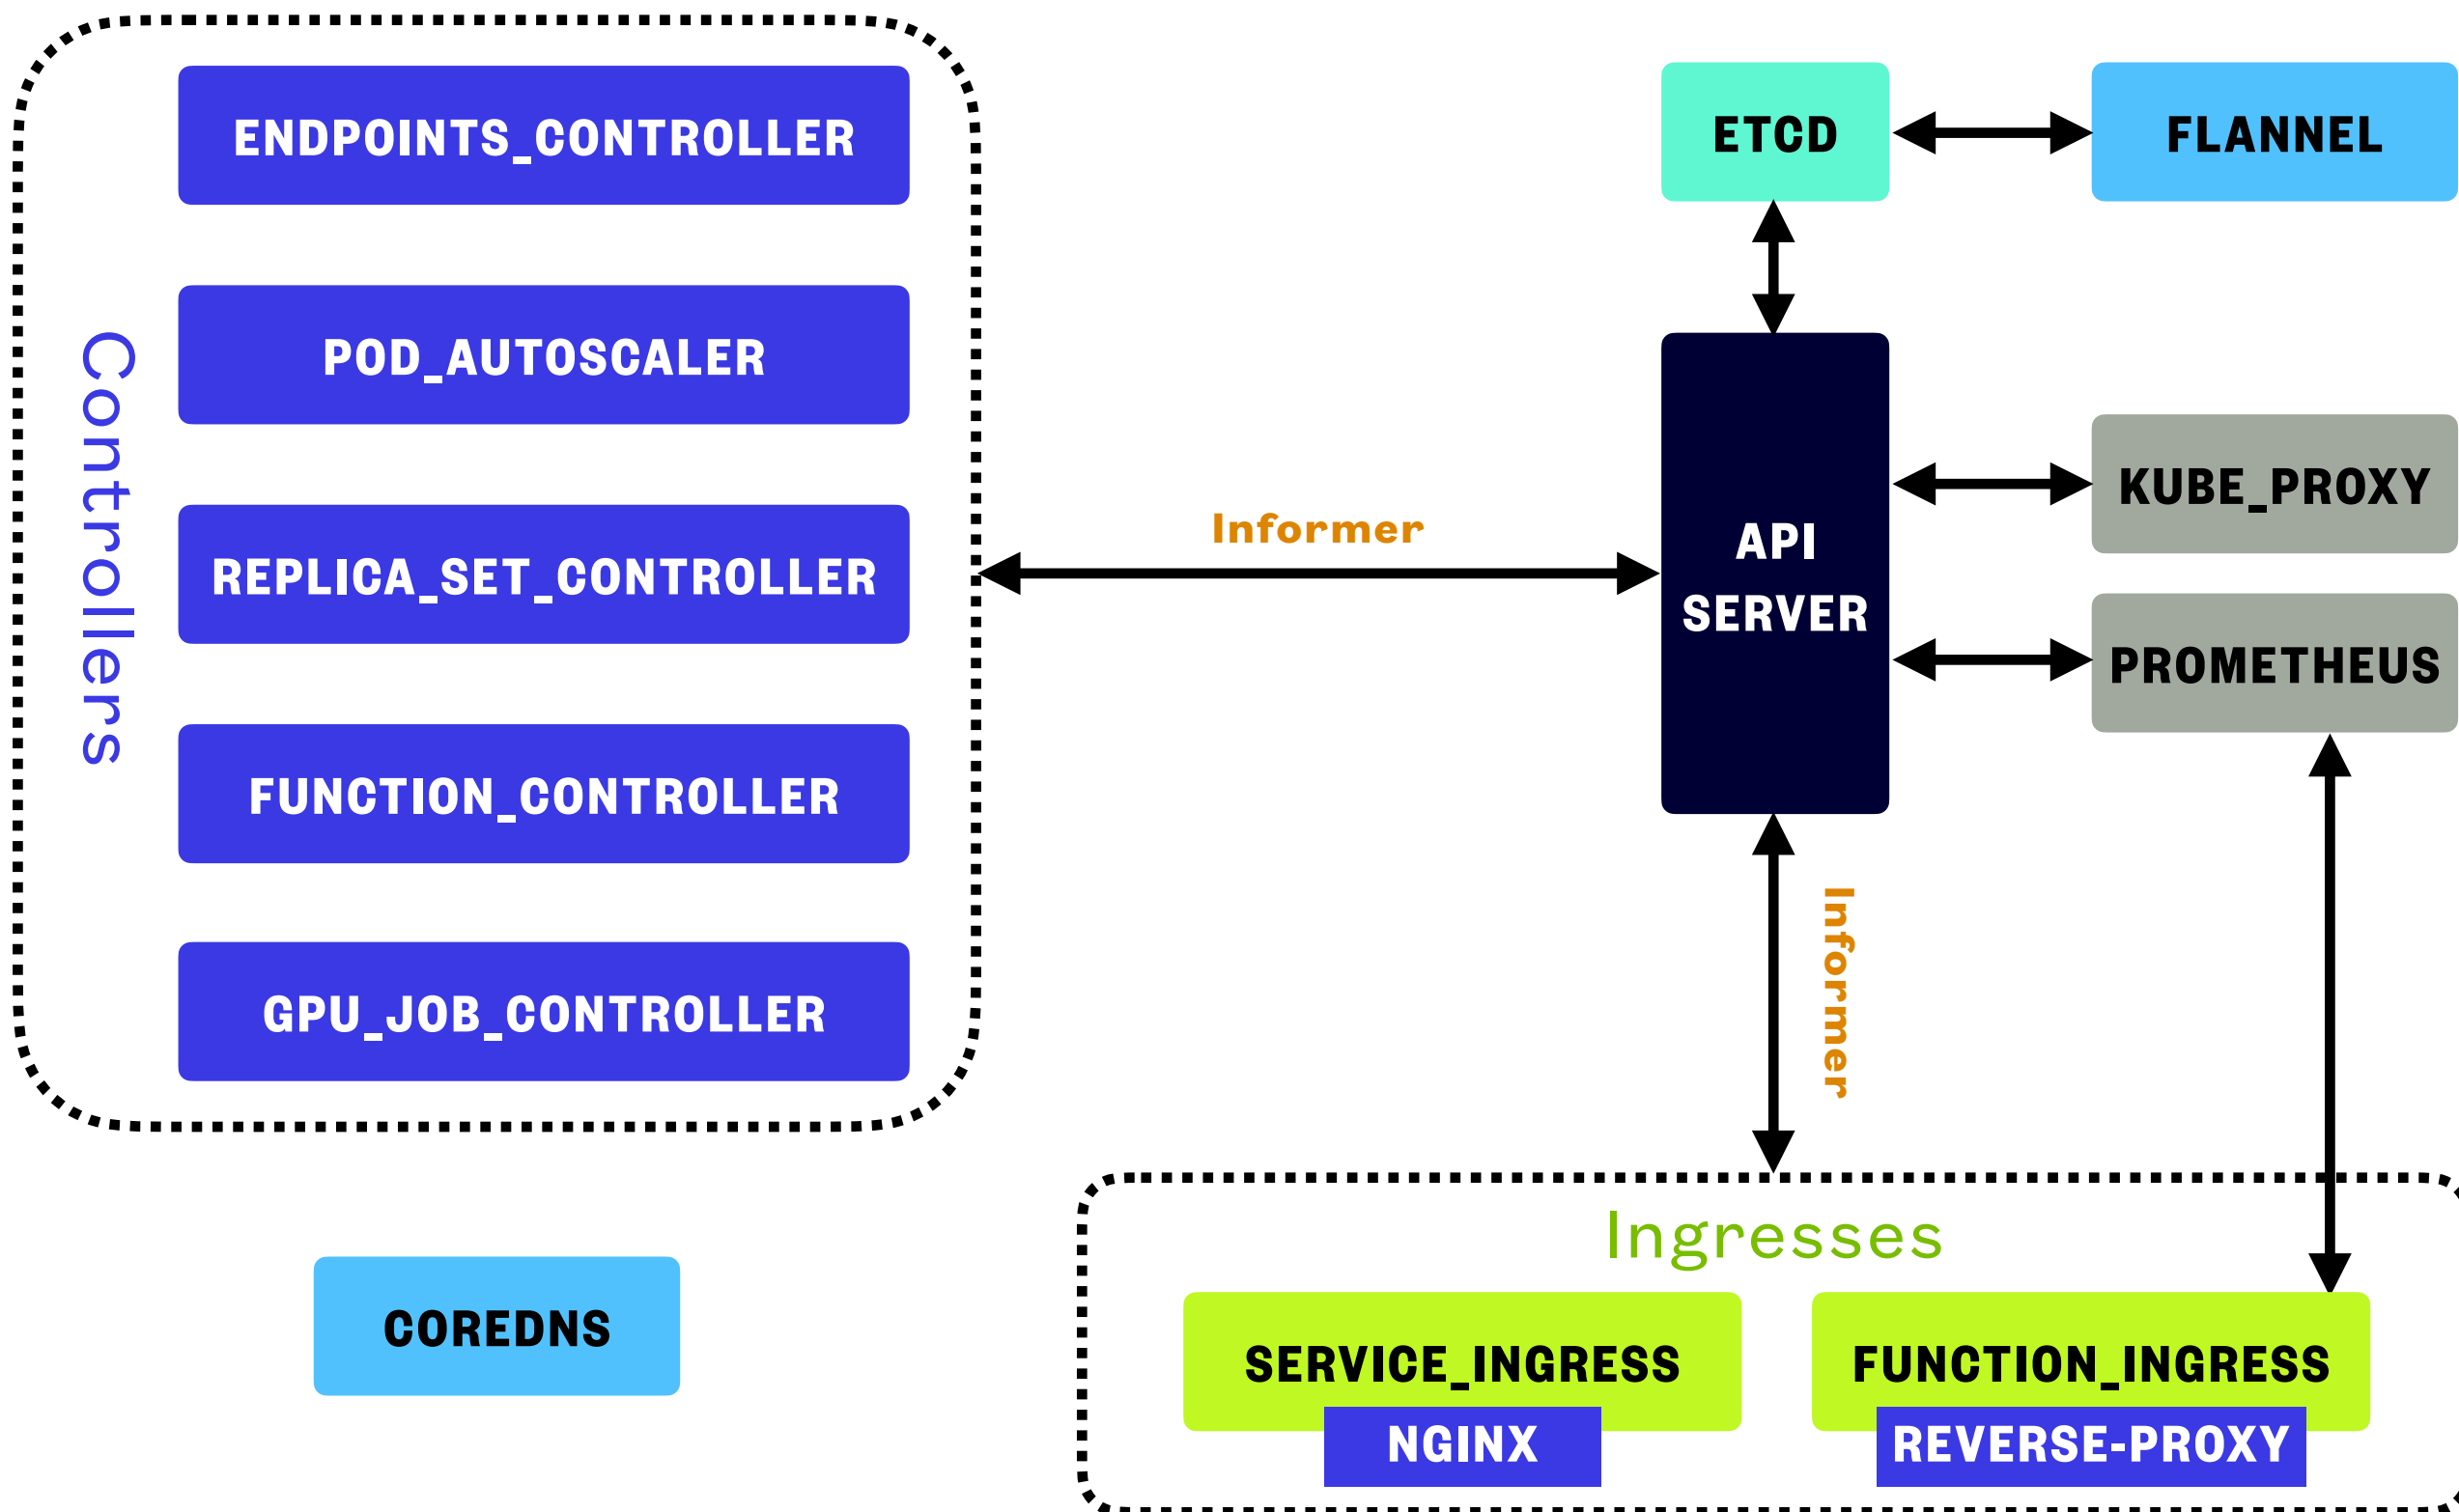 Controllers
ENDPOINTS_CONTROLLER
POD_AUTOSCALER
REPLICA_SET_CONTROLLER
FUNCTION_CONTROLLER
GPU_JOB_CONTROLLER
COREDNS
Informer
ETCD
FLANNEL
API
SERVER
KUBE_PROXY
PROMETHEUS
Informer
Ingresses
SERVICE_INGRESS
NGINX
FUNCTION_INGRESS
REVERSE-PROXY